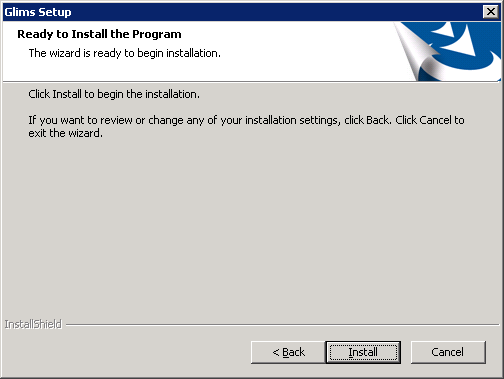 Glims Setup
Ready to Install the Program
The wizard is ready to begin installation.
Click Install to begin the installation.
If you want to review or change any of your installation settings, click Back. Click Cancel to
exit the wizard.
InstallShield
< Back
Install
Cancel